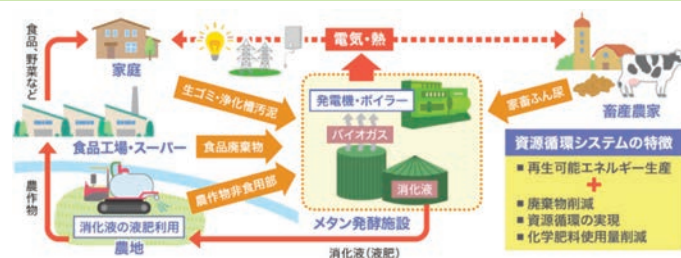 食品、野菜など
家庭
電気・熱
生ゴミ・浄化槽汚泥
発電機・ボイラー
バイオガス
家畜ふん尿
畜産農家
食品工場・スーパー
食品廃棄物
消化液
農作物
農作物非食用部
消化液の液肥利用
農地
メタン発酵施設
消化液(液肥)
資源循環システムの特徴
■ 再生可能エネルギー生産
+
■ 廃棄物削減
■ 資源循環の実現
■ 化学肥料使用量削減